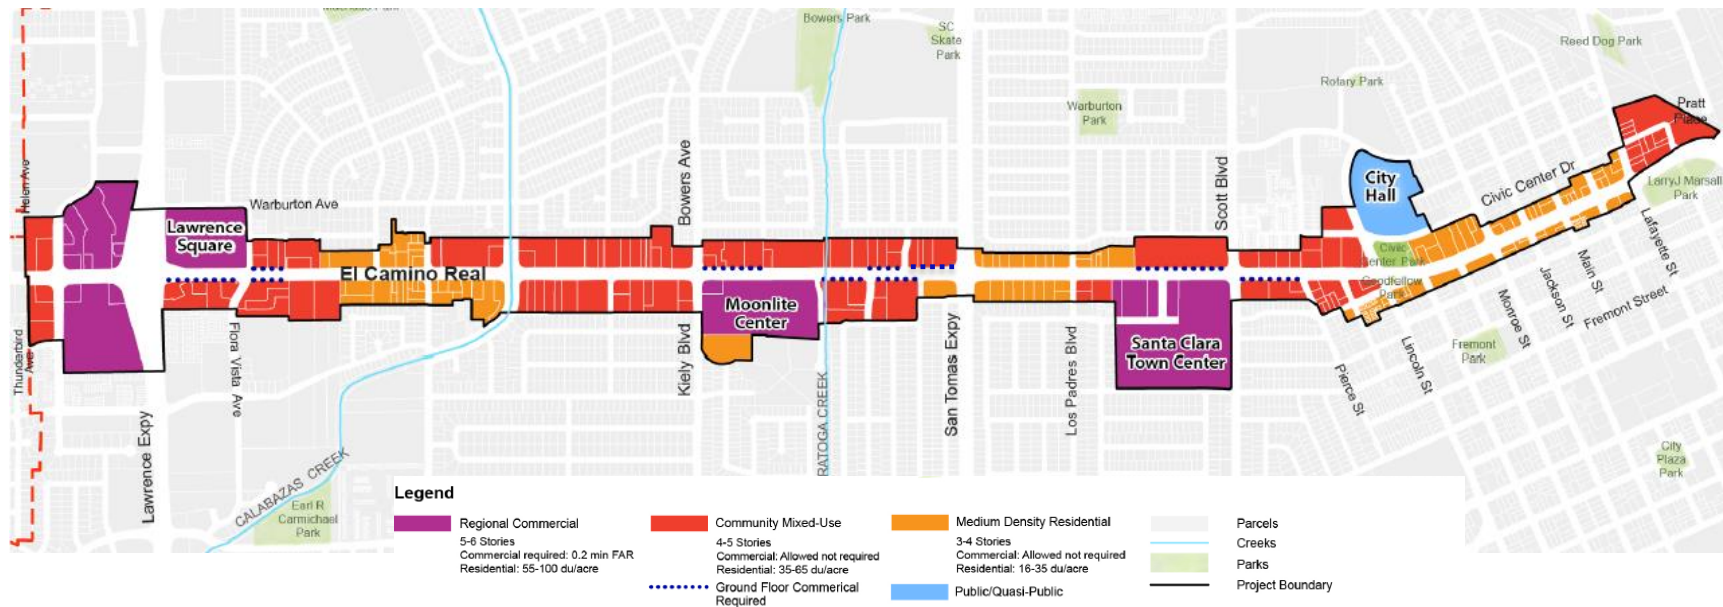 Bowers Park
SC
Skate
Park
Reed Dog Park
Rotary Park
Warburton
Park
Pratt
Place
Helen Ave
Bowers Ave
Scott Blvd
City
Hall
Civic Center Dr
LarryJ Marsall
Park
Warburton Ave
Lawrence
Square
El Camino Real
Civic
Center Park
Goodfellow
Park
Lafayette St
Main St
Jackson St
Fremont Street
Monroe St
Moonlite
Center
Santa Clara
Town Center
Thunderbird
Ave
Flora Vista Ave
Kiely Blvd
San Tomas Expy
Los Padres Blvd
Fremont
Park
Lincoln St
Pierce St
Lawrence Expy
RATOGA CREEK
CALABAZAS CREEK
Earl R
Carmichael
Park
City
Plaza
Park
Legend
Regional Commercial
5-6 Stories
Commercial required: 0.2 min FAR
Residential: 55-100 du/acre
Community Mixed-Use
4-5 Stories
Commercial: Allowed not required
Residential: 35-65 du/acre
Ground Floor Commerical
Required
Medium Density Residential
3-4 Stories
Commercial: Allowed not required
Residential: 16-35 du/acre
Public/Quasi-Public
Parcels
Creeks
Parks
Project Boundary